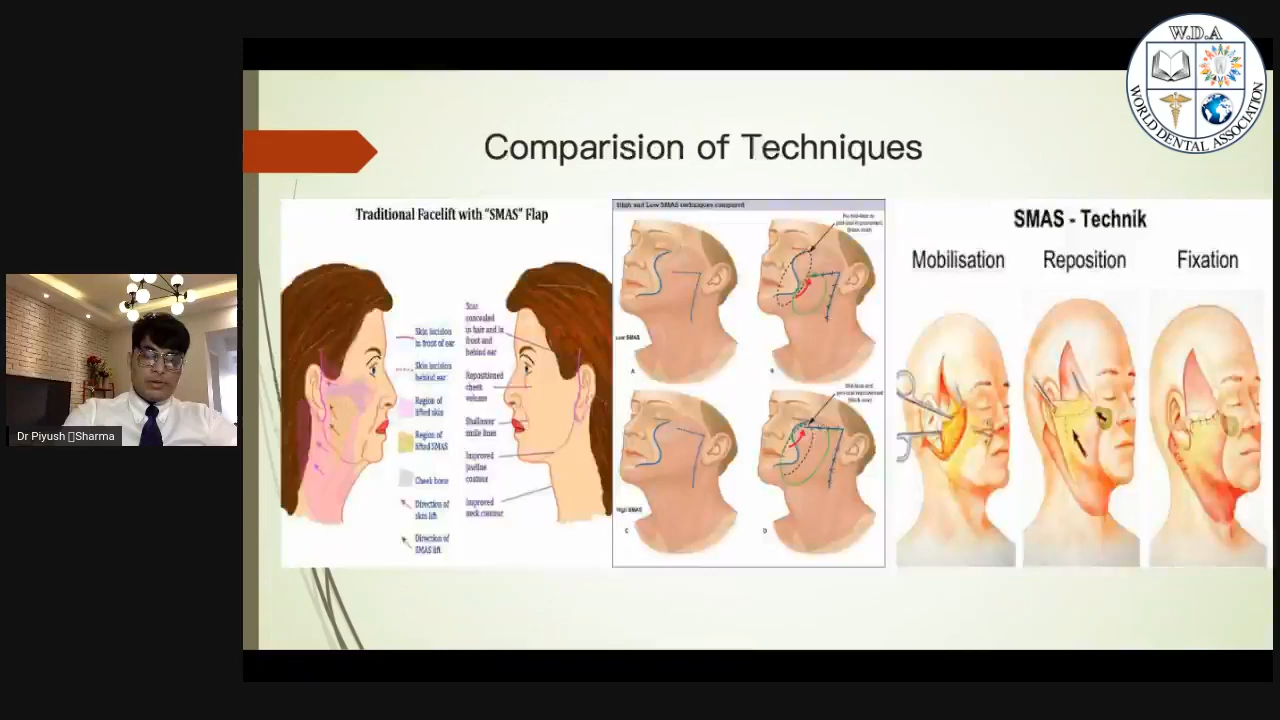 W.D.A
WORLD DENTAL ASSOCIATION
Comparision of Techniques
Traditional Facelift with "SMAS" Flap
Skin incision
in front of ear
Skin incision
behind ear
Region of
lifted skin
Region of
lifted SMAS
Cheek bone
Direction of
skin lift
Direction of
SMAS lift
Scar
concealed
in hair and in
front and
behind ear
Repositioned
cheek
volume
Shallower
smile lines
Improved
jawline
contour
Improved
neck contour
High and Low SMAS techniques compared
Low SMAS
A
B
High SMAS
C
D
SMAS - Technik
Mobilisation
Reposition
Fixation
Dr Piyush Sharma